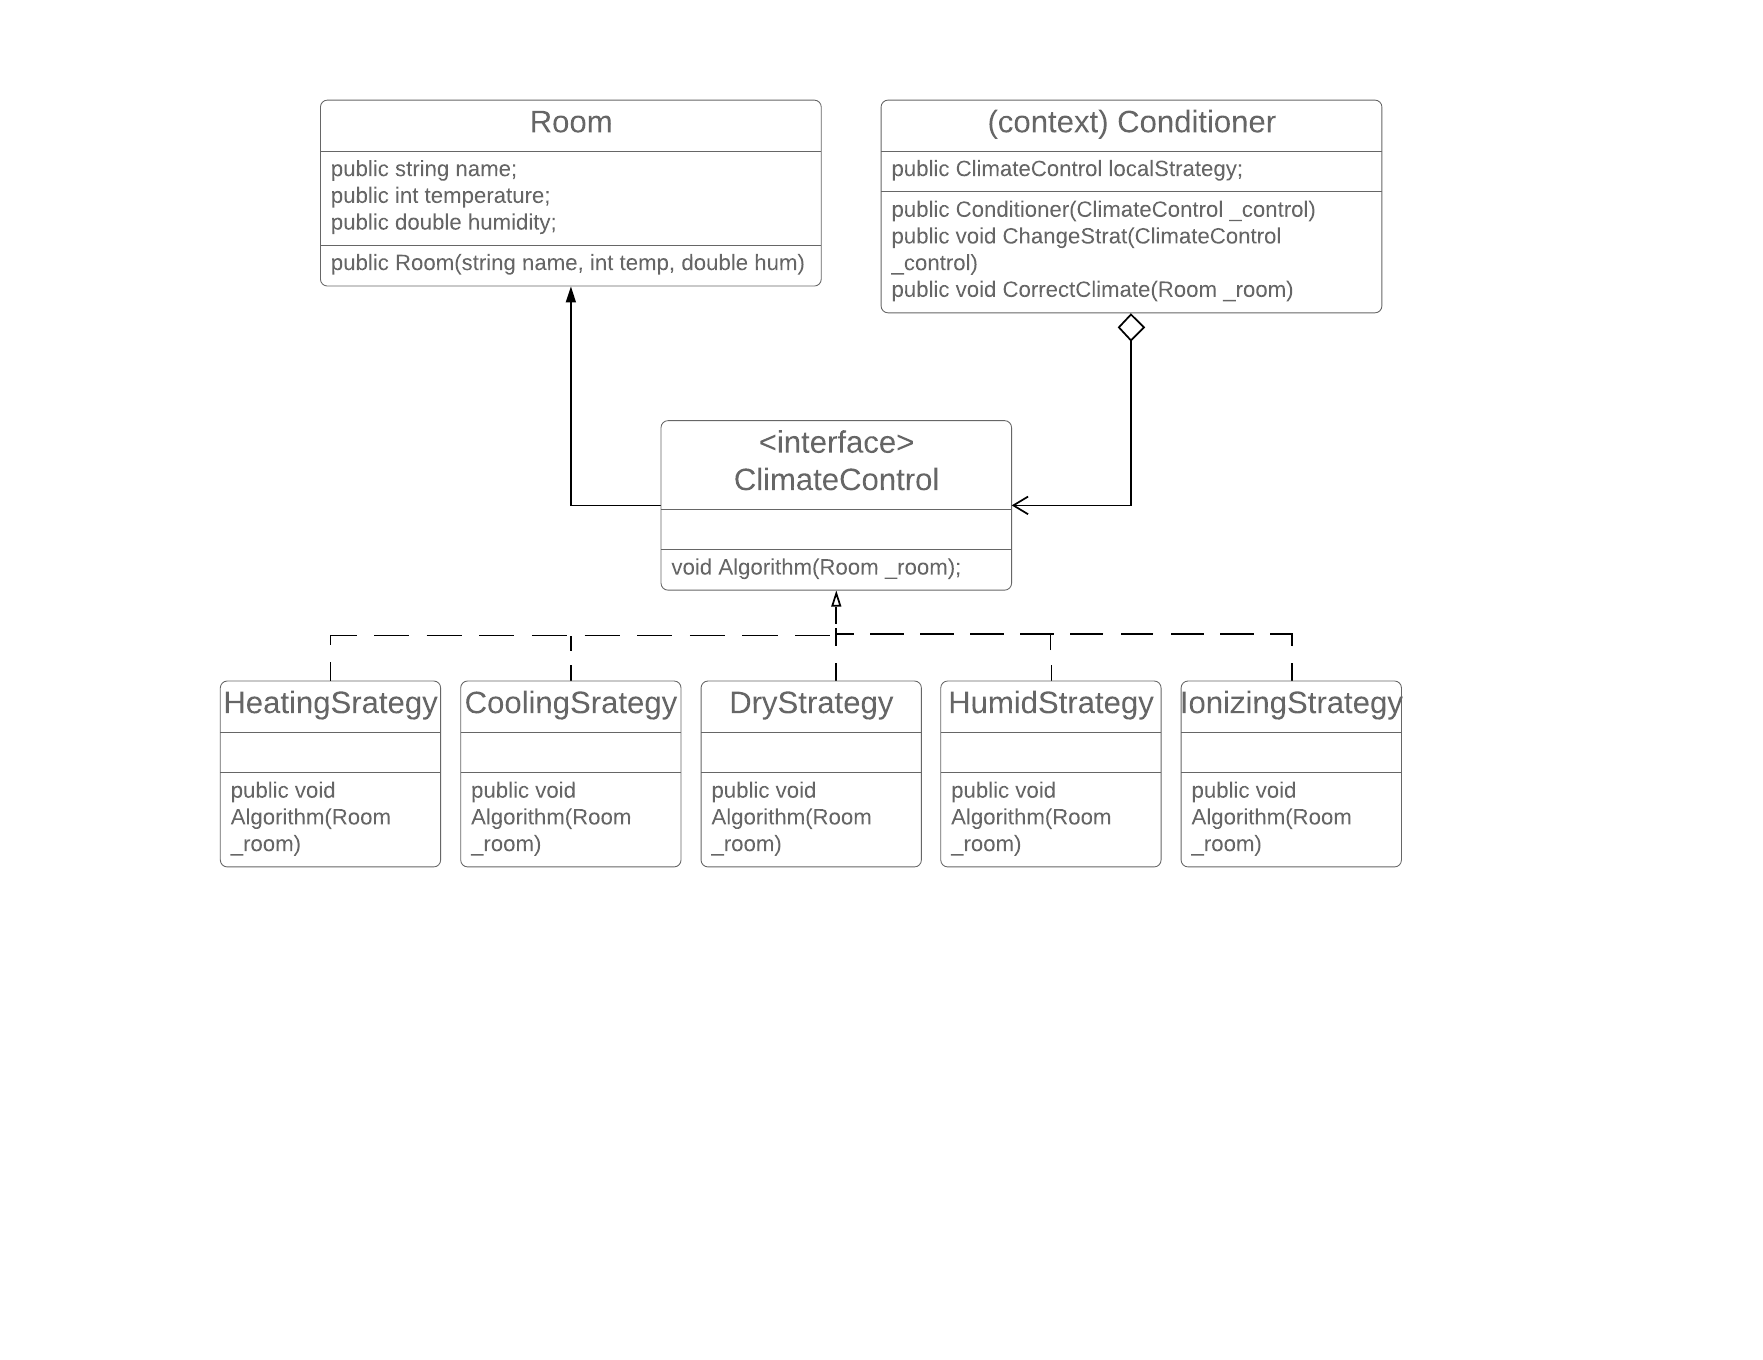 Room
public string name;
public int temperature;
public double humidity;
public Room(string name, int temp, double hum)
(context) Conditioner
public ClimateControl localStrategy;
public Conditioner(ClimateControl _control)
public void ChangeStrat(ClimateControl
_control)
public void CorrectClimate(Room _room)
<interface>
ClimateControl
void Algorithm(Room _room);
HeatingSrategy
public void
Algorithm(Room
_room)
CoolingSrategy
public void
Algorithm(Room
_room)
DryStrategy
public void
Algorithm(Room
_room)
HumidStrategy
public void
Algorithm(Room
_room)
IonizingStrategy
public void
Algorithm(Room
_room)